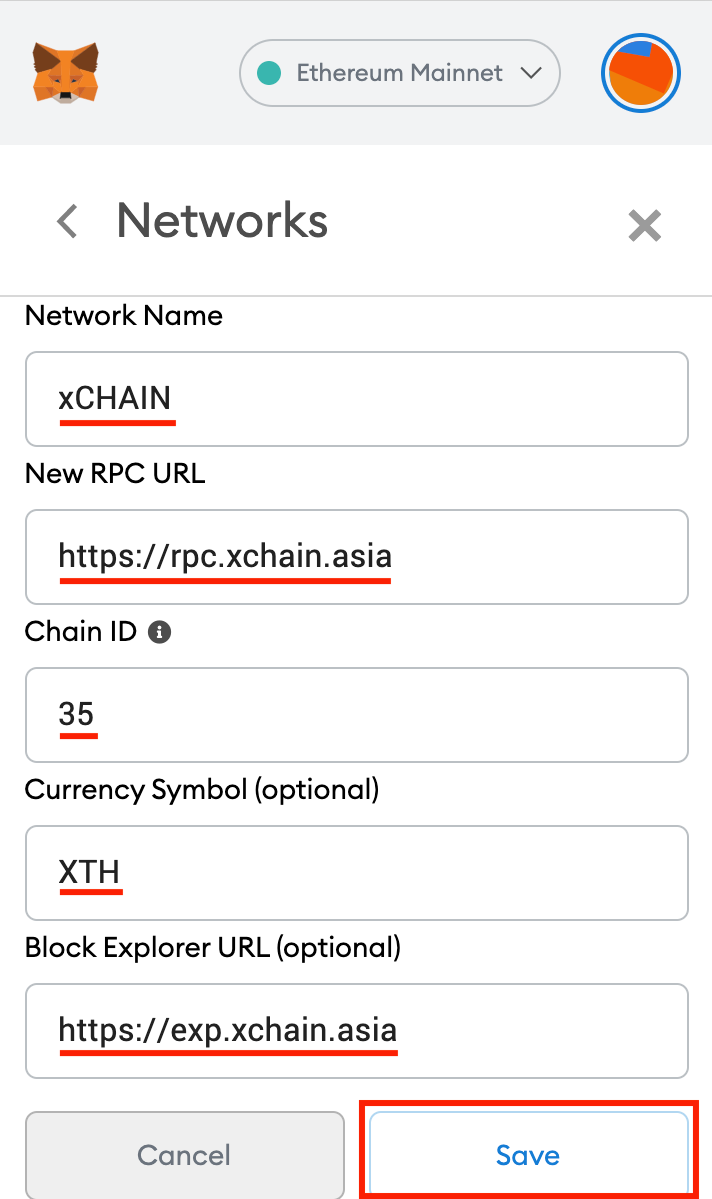 Ethereum Mainnet
Networks
Network Name
xCHAIN
New RPC URL
https://rpc.xchain.asia
Chain ID
35
Currency Symbol (optional)
XTH
Block Explorer URL (optional)
https://exp.xchain.asia
Cancel
Save